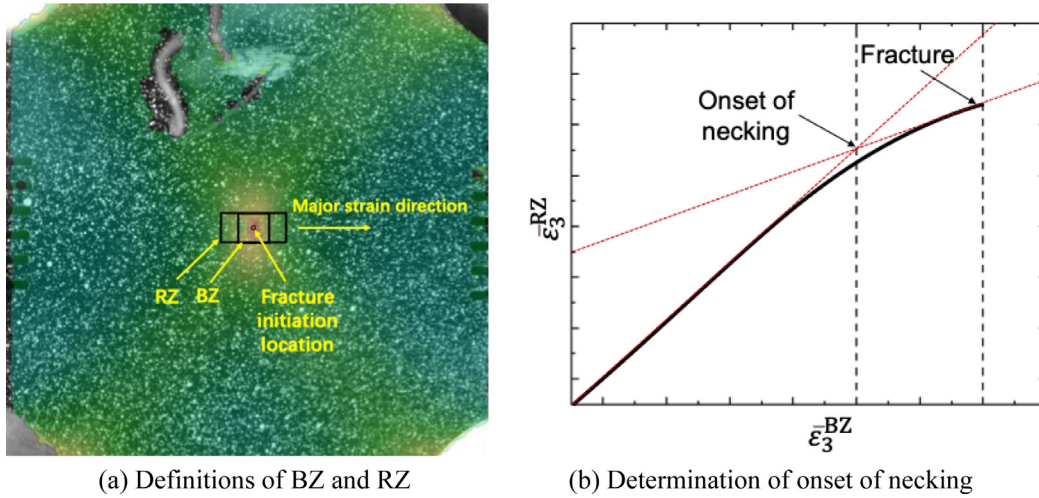 Major strain direction
RZ
BZ
Fracture
initiation
location
(a) Definitions of BZ and RZ
Fracture
Onset of
necking
ε̄₃ᴿᶻ
ε̄₃ᴮᶻ
(b) Determination of onset of necking